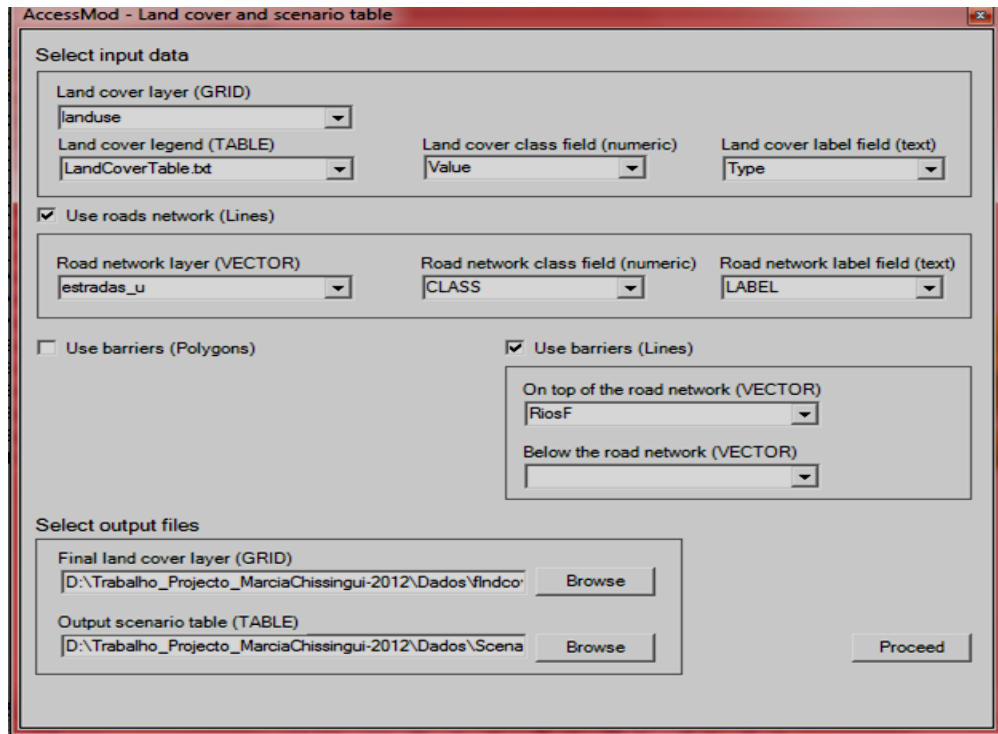 AccessMod - Land cover and scenario table
Select input data
Land cover layer (GRID)
landuse
Land cover legend (TABLE) Land cover class field (numeric) Land cover label field (text)
LandCoverTable.txt Value Type
Use roads network (Lines)
Road network layer (VECTOR) Road network class field (numeric) Road network label field (text)
estradas_u CLASS LABEL
Use barriers (Polygons) Use barriers (Lines)
On top of the road network (VECTOR)
RiosF
Below the road network (VECTOR)
Select output files
Final land cover layer (GRID)
D:\Trabalho_Projecto_MarciaChissingui-2012\Dados\flndco Browse
Output scenario table (TABLE)
D:\Trabalho_Projecto_MarciaChissingui-2012\Dados\Scena Browse Proceed